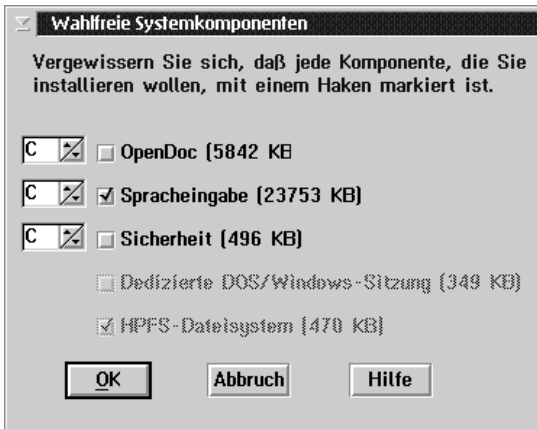 Wahlfreie Systemkomponenten
Vergewissern Sie sich, daß jede Komponente, die Sie
installieren wollen, mit einem Haken markiert ist.
C OpenDoc (5842 KB
C Spracheingabe (23753 KB)
C Sicherheit (496 KB)
Dedizierte DOS/Windows-Sitzung (349 KB)
HPFS-Dateisystem (470 KB)
OK Abbruch Hilfe